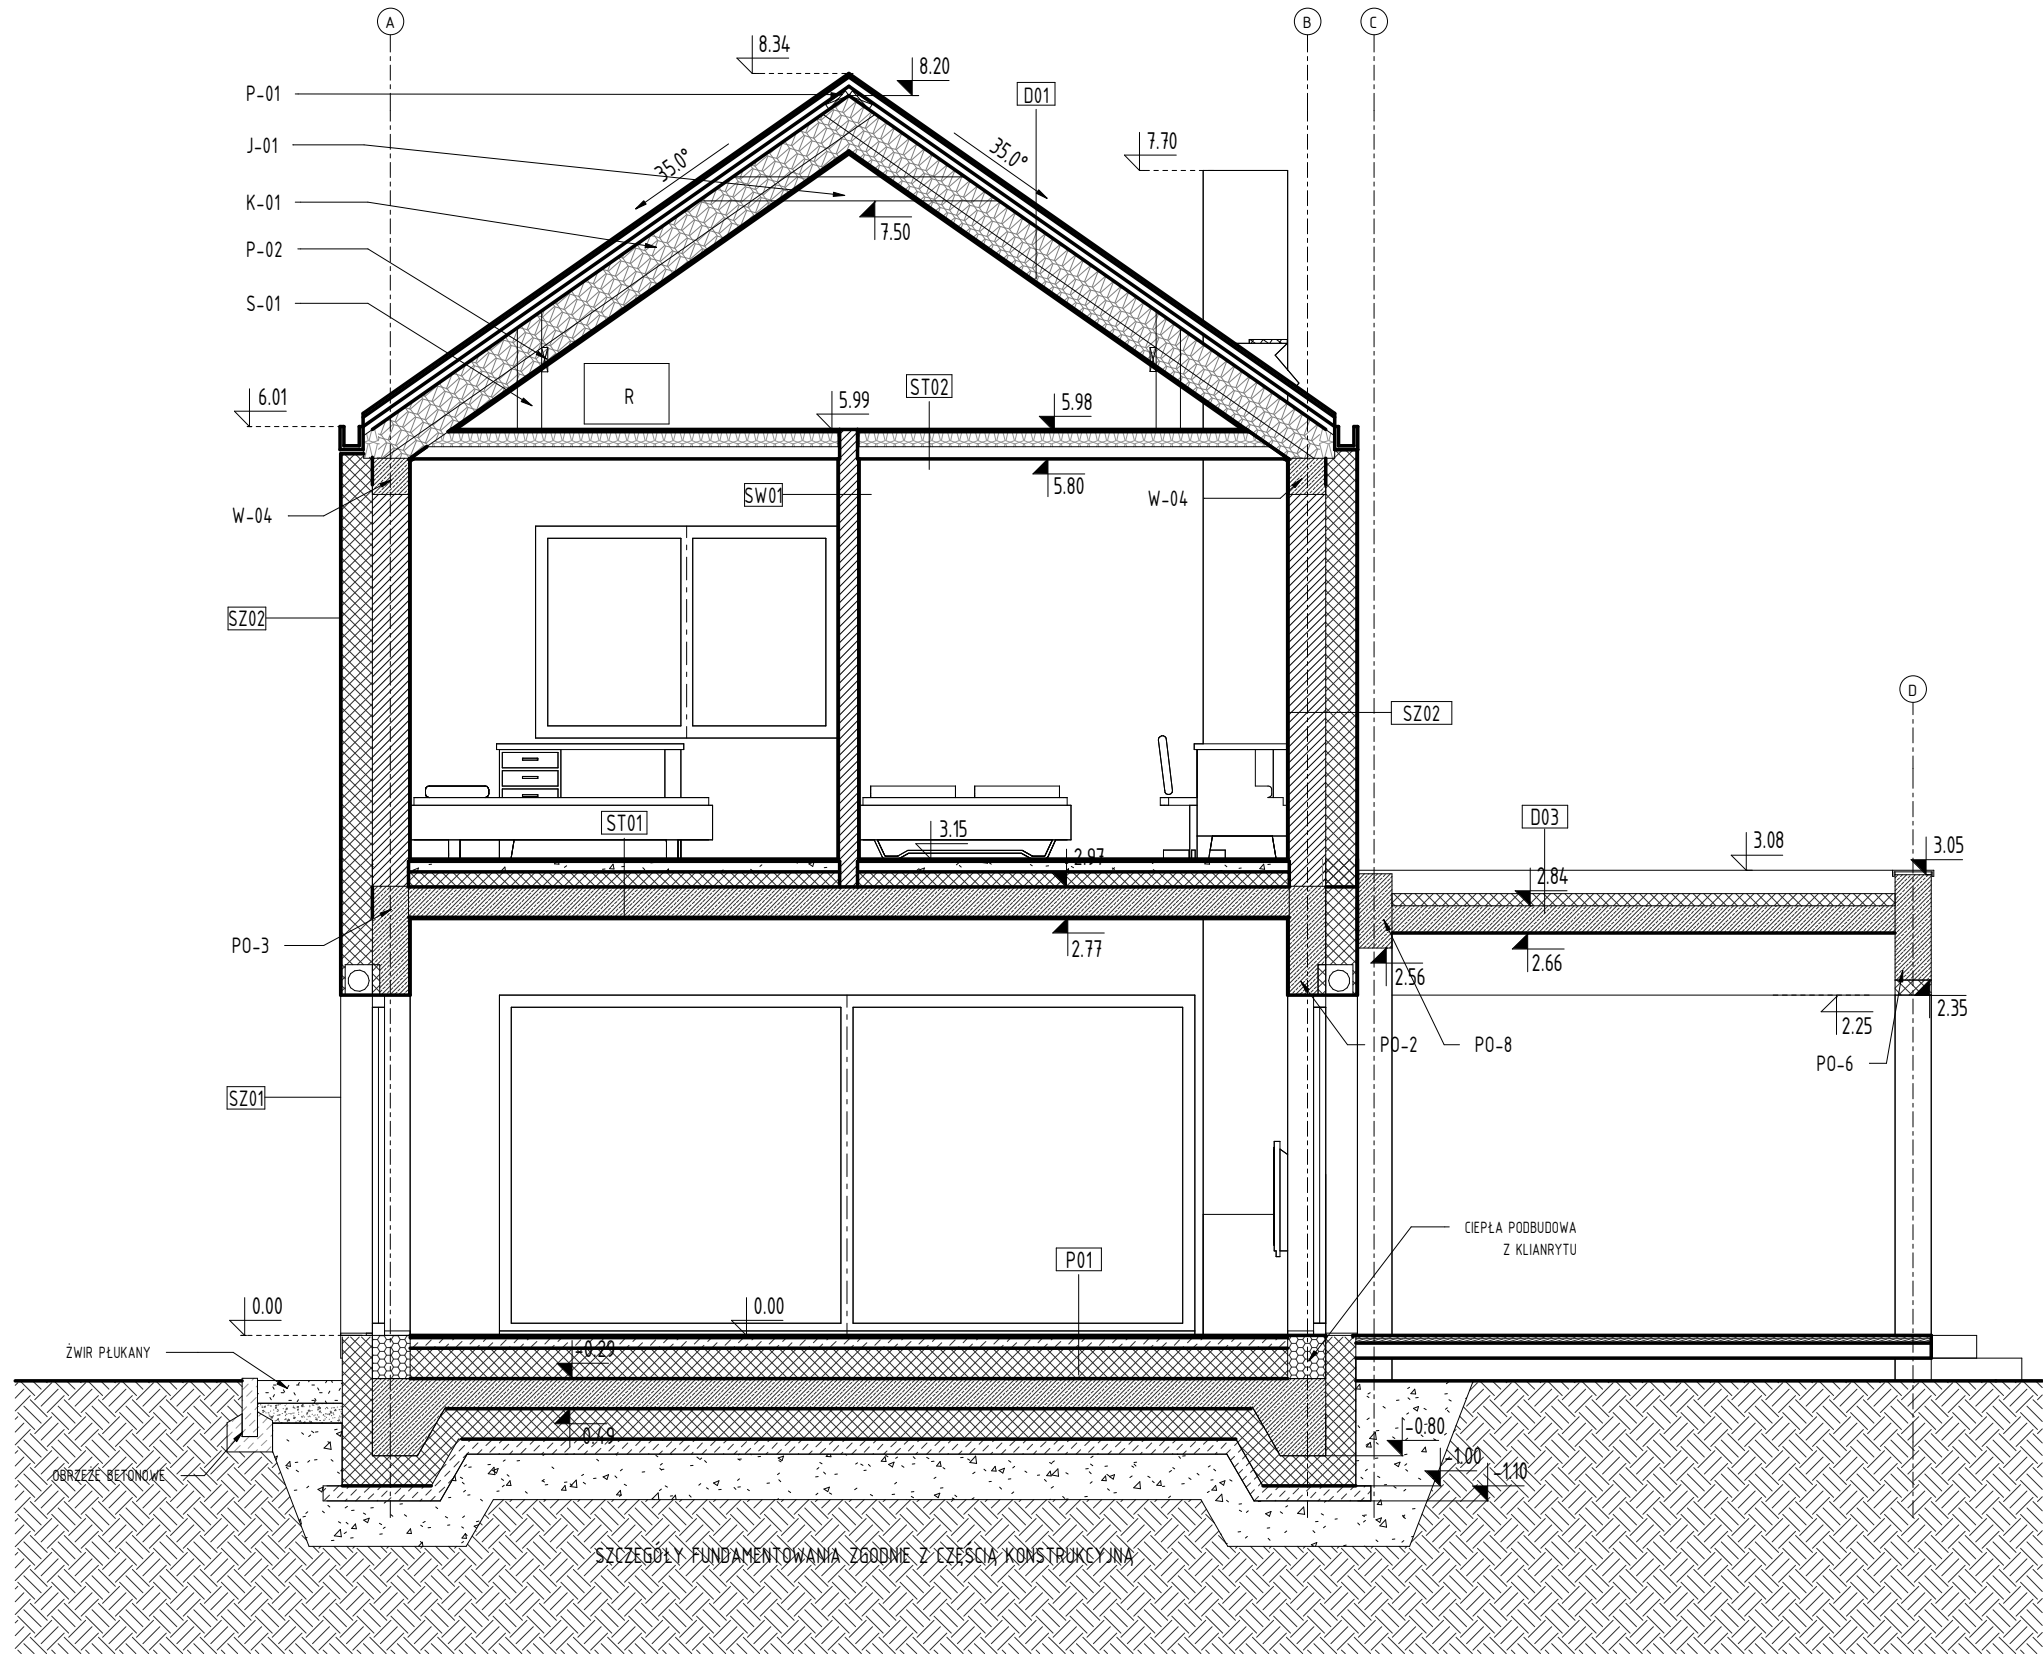 A
B
C
8.34
8.20
P-01
D01
J-01
35.0°
35.0°
7.70
K-01
7.50
P-02
S-01
R
ST02
6.01
5.99
5.98
SW01
5.80
W-04
W-04
SZ02
D
SZ02
ST01
3.15
2.97
D03
3.08
3.05
2.84
PO-3
2.77
2.66
2.56
2.35
2.25
PO-2
PO-8
PO-6
SZ01
CIEPŁA PODBUDOWA
Z KLIANRYTU
P01
0.00
0.00
ŻWIR PŁUKANY
-0.29
-0.49
-0.80
-1.00
-1.10
OBRZEŻE BETONOWE
SZCZEGÓŁY FUNDAMENTOWANIA ZGODNIE Z CZĘŚCIĄ KONSTRUKCYJNĄ